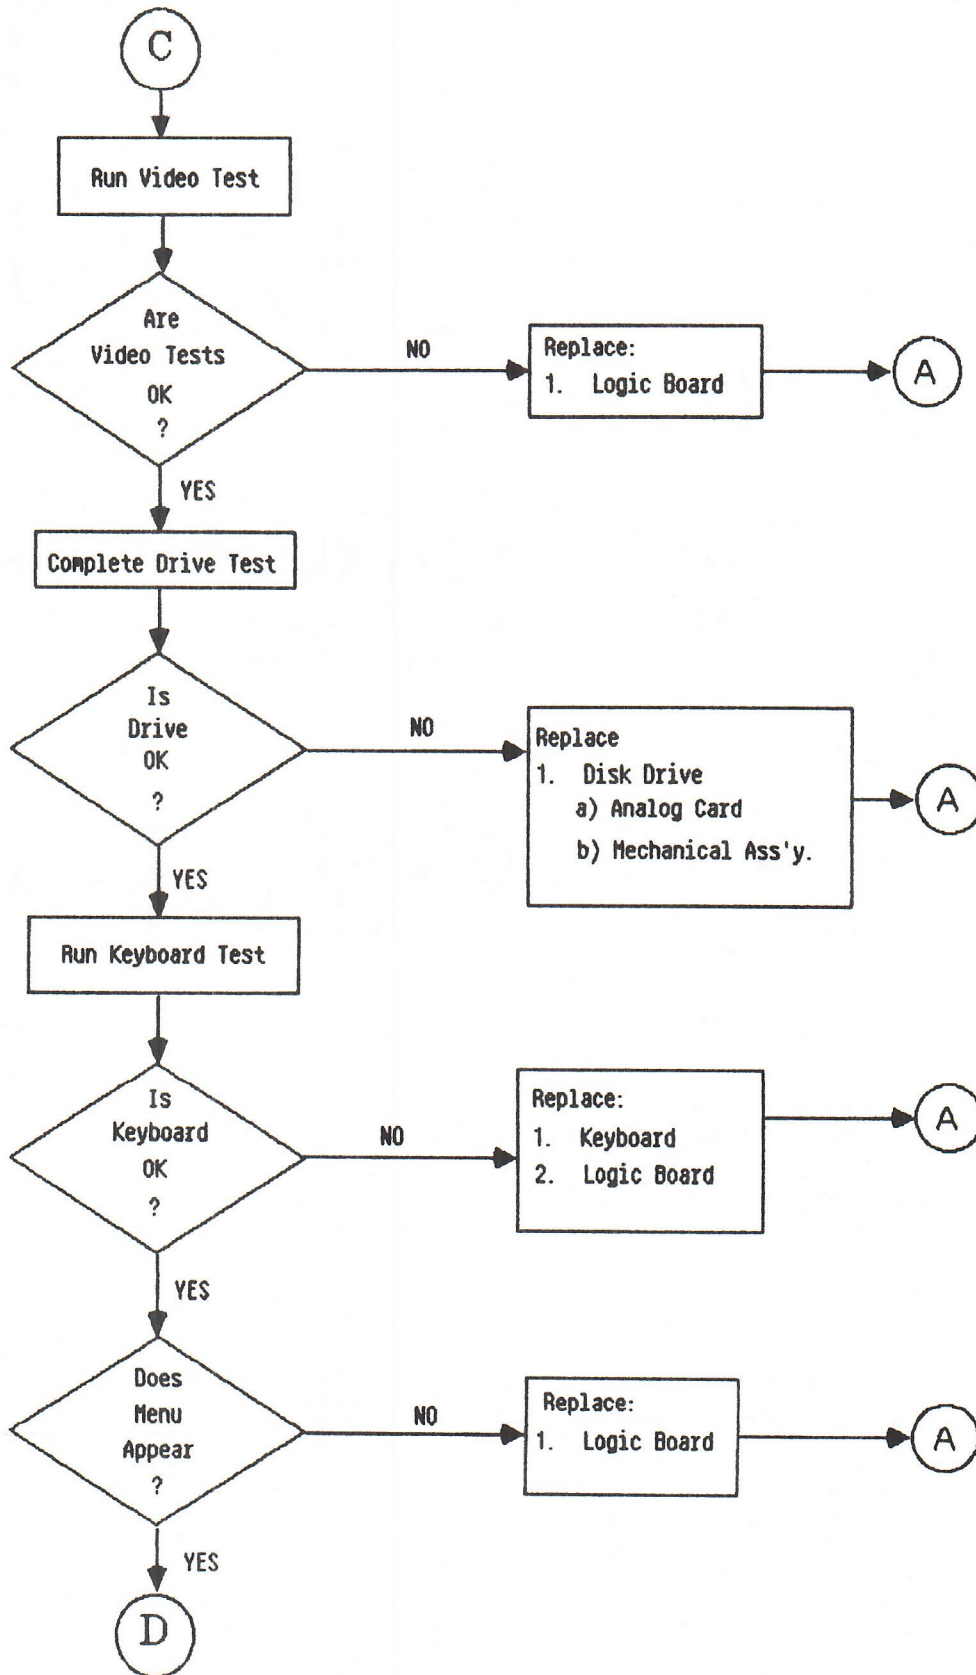 C
Run Video Test
Are
Video Tests
OK
?
NO
Replace:
1. Logic Board
A
YES
Complete Drive Test
Is
Drive
OK
?
NO
Replace
1. Disk Drive
a) Analog Card
b) Mechanical Ass'y.
A
YES
Run Keyboard Test
Is
Keyboard
OK
?
NO
Replace:
1. Keyboard
2. Logic Board
A
YES
Does
Menu
Appear
?
NO
Replace:
1. Logic Board
A
YES
D